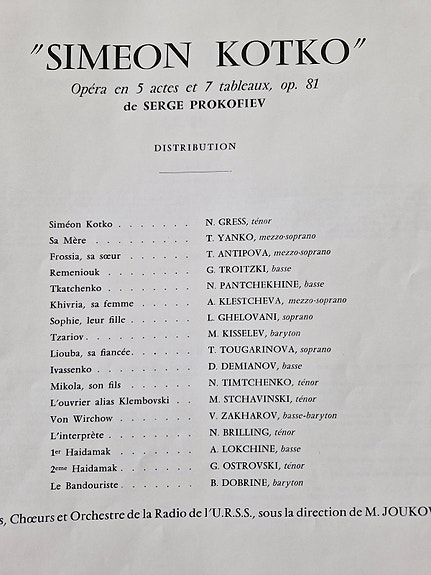 "SIMEON KOTKO"
Opéra en 5 actes et 7 tableaux, op. 81
de SERGE PROKOFIEV
DISTRIBUTION
Siméon Kotko . . . . . . . N. GRESS, ténor
Sa Mère . . . . . . . . T. YANKO, mezzo-soprano
Frossia, sa sœur . . . . . . T. ANTIPOVA, mezzo-soprano
Remeniouk . . . . . . . . G. TROITZKI, basse
Tkatchenko . . . . . . . . N. PANTCHEKHINE, basse
Khivria, sa femme . . . . . A. KLESTCHEVA, mezzo-soprano
Sophie, leur fille . . . . . . L. GHELOVANI, soprano
Tzariov . . . . . . . . . M. KISSELEV, baryton
Liouba, sa fiancée . . . . . . T. TOUGARINOVA, soprano
Ivassenko . . . . . . . . D. DEMIANOV, basse
Mikola, son fils . . . . . . N. TIMTCHENKO, ténor
L'ouvrier alias Klembovski . . M. STCHAVINSKI, ténor
Von Wirchow . . . . . . . V. ZAKHAROV, basse-baryton
L'interprète . . . . . . . N. BRILLING, ténor
1er Haidamak . . . . . . . A. LOKCHINE, basse
2eme Haidamak . . . . . . . G. OSTROVSKI, ténor
Le Bandouriste . . . . . . . B. DOBRINE, baryton
Chœurs et Orchestre de la Radio de l'U.R.S.S., sous la direction de M. JOUKOV